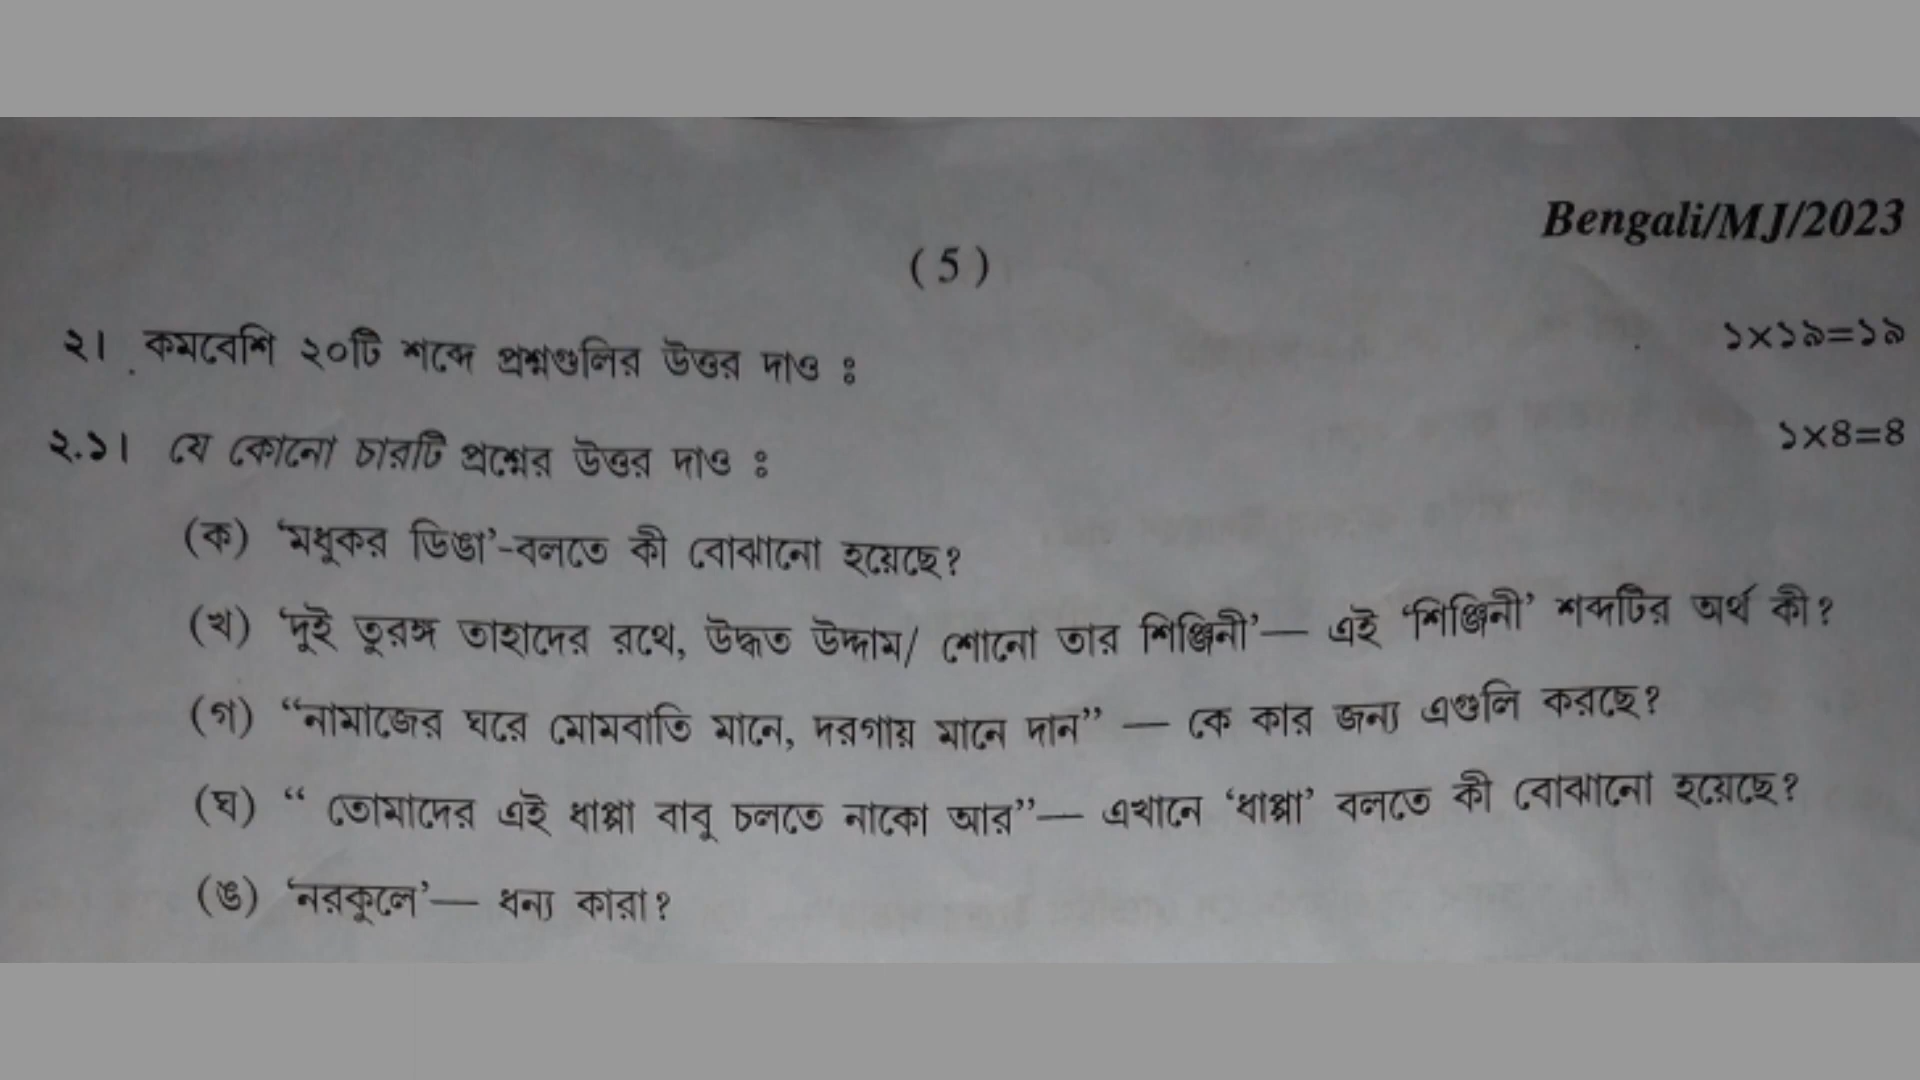 Bengali/MJ/2023
( 5 )
২। কমবেশি ২০টি শব্দে প্রশ্নগুলির উত্তর দাও ঃ ১×১৯=১৯
২.১। যে কোনো চারটি প্রশ্নের উত্তর দাও ঃ ১×৪=৪
(ক) ‘মধুকর ডিঙা’-বলতে কী বোঝানো হয়েছে?
(খ) ‘দুই তুরঙ্গ তাহাদের রথে, উদ্ধত উদ্দাম/ শোনো তার শিঞ্জিনী’— এই ‘শিঞ্জিনী’ শব্দটির অর্থ কী?
(গ) “নামাজের ঘরে মোমবাতি মানে, দরগায় মানে দান” — কে কার জন্য এগুলি করছে?
(ঘ) “ তোমাদের এই ধাপ্পা বাবু চলতে নাকো আর”— এখানে ‘ধাপ্পা’ বলতে কী বোঝানো হয়েছে?
(ঙ) ‘নরকুলে’— ধন্য কারা?